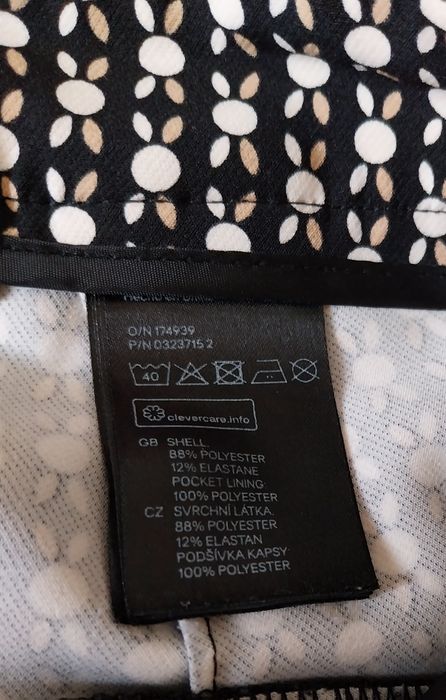 O/N 174939
P/N 0323715 2
40
clevercare.info
GB SHELL:
88% POLYESTER
12% ELASTANE
POCKET LINING:
100% POLYESTER
CZ SVRCHNÍ LÁTKA:
88% POLYESTER
12% ELASTAN
PODŠÍVKA KAPSY:
100% POLYESTER